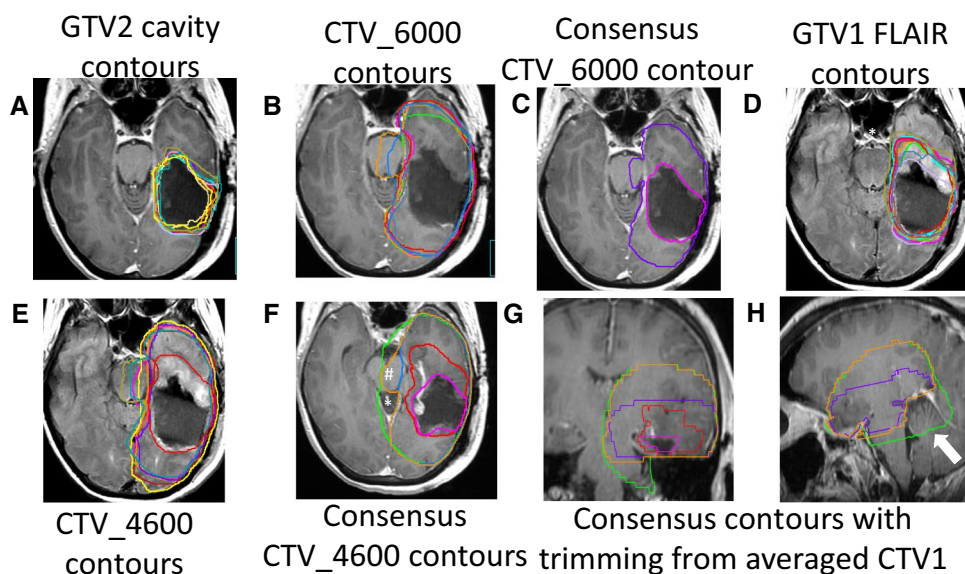 GTV2 cavity
contours
CTV_6000
contours
Consensus
CTV_6000 contour
GTV1 FLAIR
contours
A
B
C
D
*
E
F
#
*
G
H
CTV_4600
contours
Consensus
CTV_4600 contours
Consensus contours with
trimming from averaged CTV1